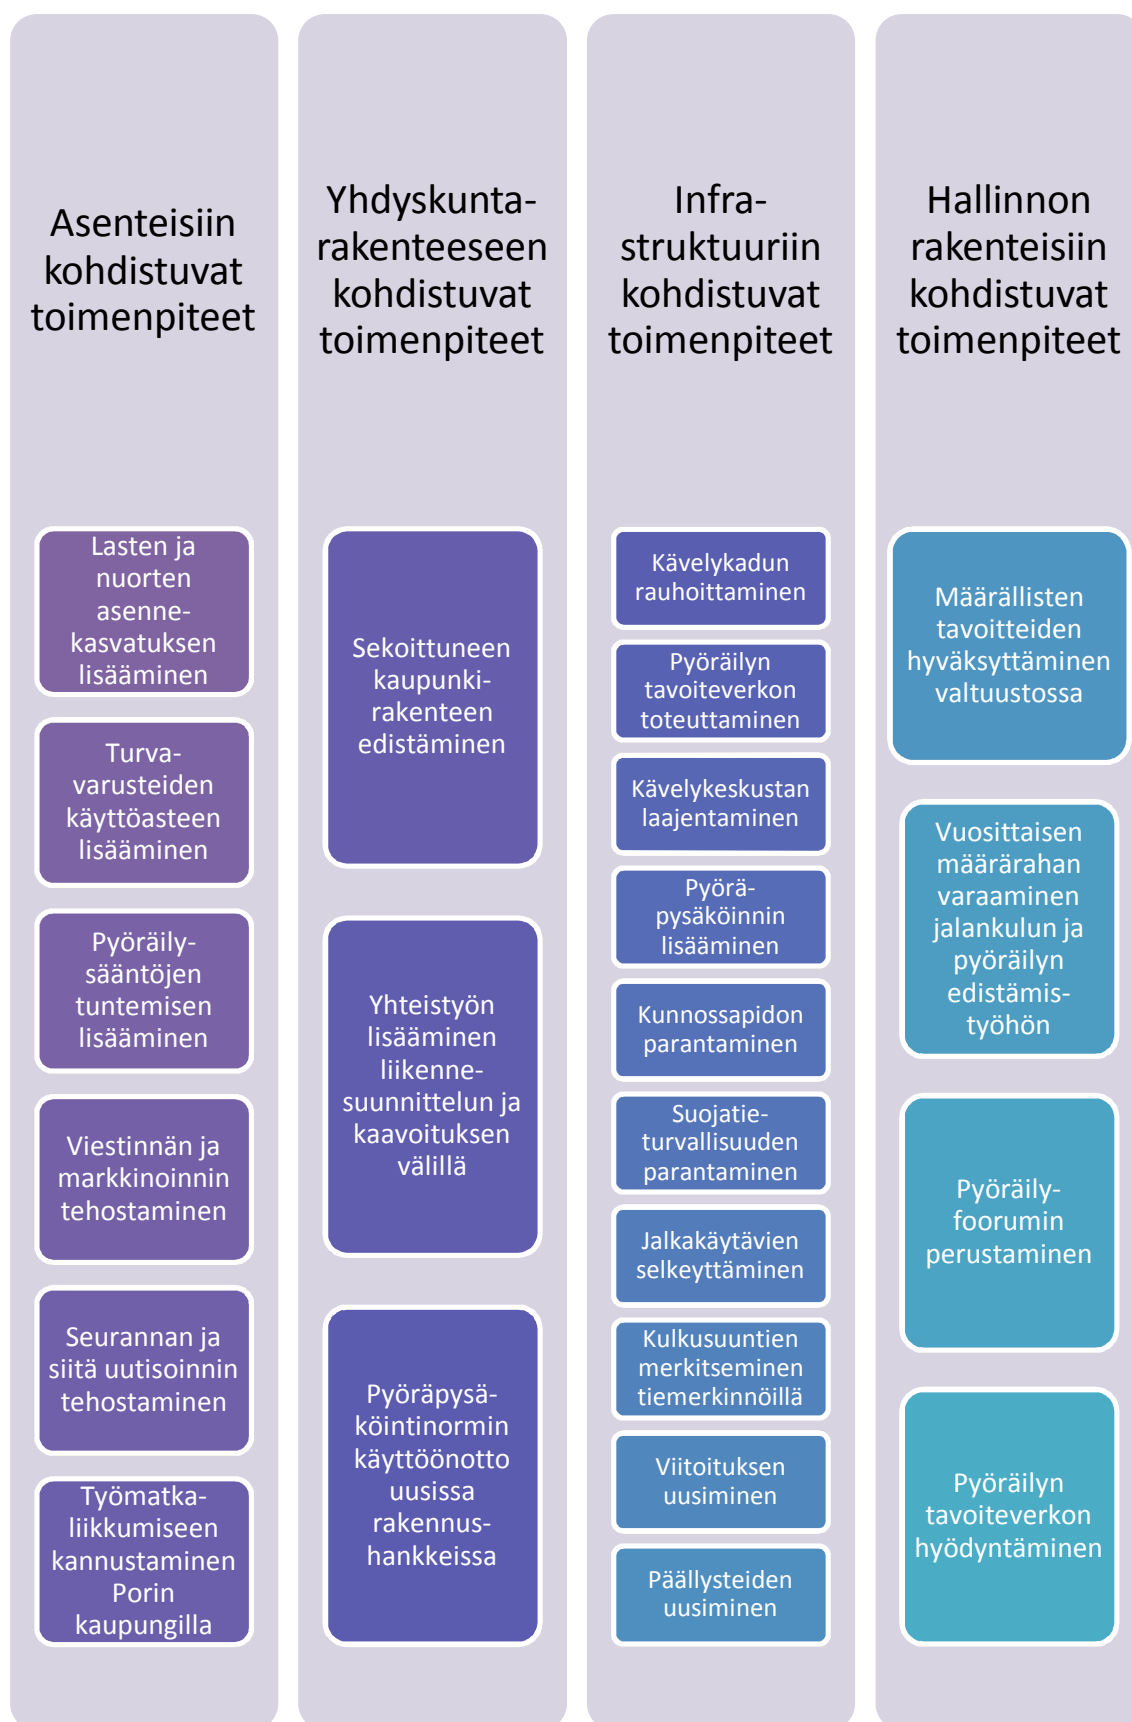 Asenteisiin
kohdistuvat
toimenpiteet
Lasten ja
nuorten
asenne-
kasvatuksen
lisääminen
Turva-
varusteiden
käyttöasteen
lisääminen
Pyöräily-
sääntöjen
tuntemisen
lisääminen
Viestinnän ja
markkinoinnin
tehostaminen
Seurannan ja
siitä uutisoinnin
tehostaminen
Työmatka-
liikkumiseen
kannustaminen
Porin
kaupungilla
Yhdyskunta-
rakenteeseen
kohdistuvat
toimenpiteet
Sekoittuneen
kaupunki-
rakenteen
edistäminen
Yhteistyön
lisääminen
liikenne-
suunnittelun ja
kaavoituksen
välillä
Pyöräpysä-
köintinormin
käyttöönotto
uusissa
rakennus-
hankkeissa
Infra-
struktuuriin
kohdistuvat
toimenpiteet
Kävelykadun
rauhoittaminen
Pyöräilyn
tavoiteverkon
toteuttaminen
Kävelykeskustan
laajentaminen
Pyörä-
pysäköinnin
lisääminen
Kunnossapidon
parantaminen
Suojatie-
turvallisuuden
parantaminen
Jalkakäytävien
selkeyttäminen
Kulkusuuntien
merkitseminen
tiemerkinnöillä
Viitoituksen
uusiminen
Päällysteiden
uusiminen
Hallinnon
rakenteisiin
kohdistuvat
toimenpiteet
Määrällisten
tavoitteiden
hyväksyttäminen
valtuustossa
Vuosittaisen
määrärahan
varaaminen
jalankulun ja
pyöräilyn
edistämis-
työhön
Pyöräily-
foorumin
perustaminen
Pyöräilyn
tavoiteverkon
hyödyntäminen